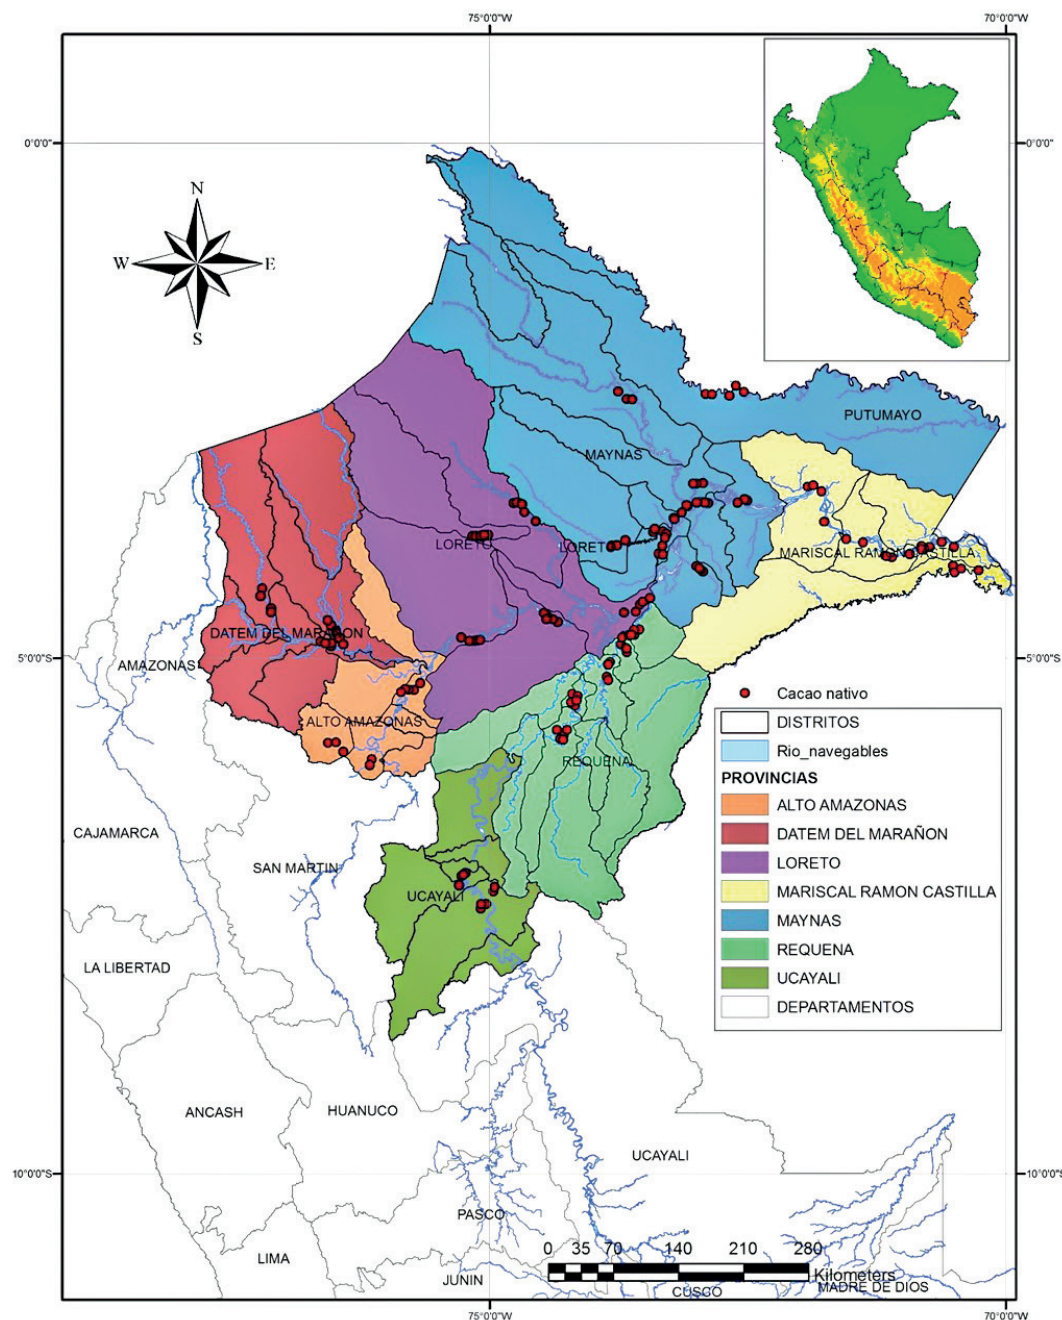 75°0'0"W
70°0'0"W
0°0'0"
0°0'0"
N
W
E
S
PUTUMAYO
MAYNAS
LORETO
LORETO
MARISCAL RAMON CASTILLA
DATEM DEL MARAÑON
AMAZONAS
5°0'0"S
5°0'0"S
ALTO AMAZONAS
REQUENA
CAJAMARCA
SAN MARTIN
UCAYALI
LA LIBERTAD
Cacao nativo
DISTRITOS
Rio_navegables
PROVINCIAS
ALTO AMAZONAS
DATEM DEL MARAÑON
LORETO
MARISCAL RAMON CASTILLA
MAYNAS
REQUENA
UCAYALI
DEPARTAMENTOS
ANCASH
HUANUCO
UCAYALI
10°0'0"S
10°0'0"S
PASCO
LIMA
JUNIN
0 35 70 140 210 280
Kilometers
CUSCO
MADRE DE DIOS
75°0'0"W
70°0'0"W